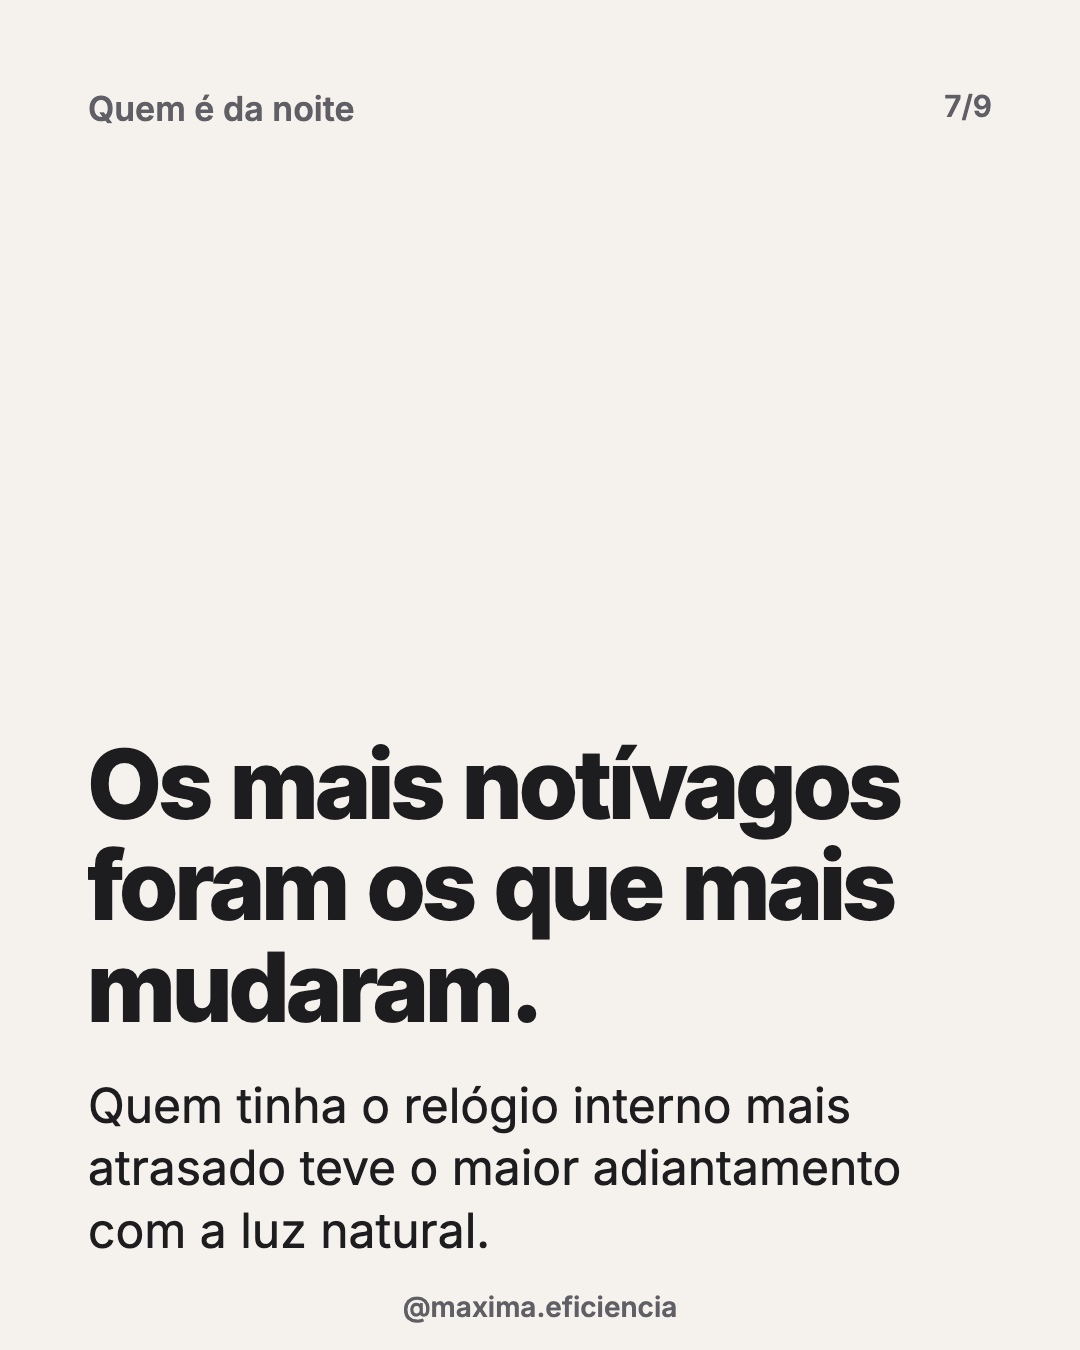 Quem é da noite
7/9
Os mais notívagos
foram os que mais
mudaram.
Quem tinha o relógio interno mais
atrasado teve o maior adiantamento
com a luz natural.
@maxima.eficiencia